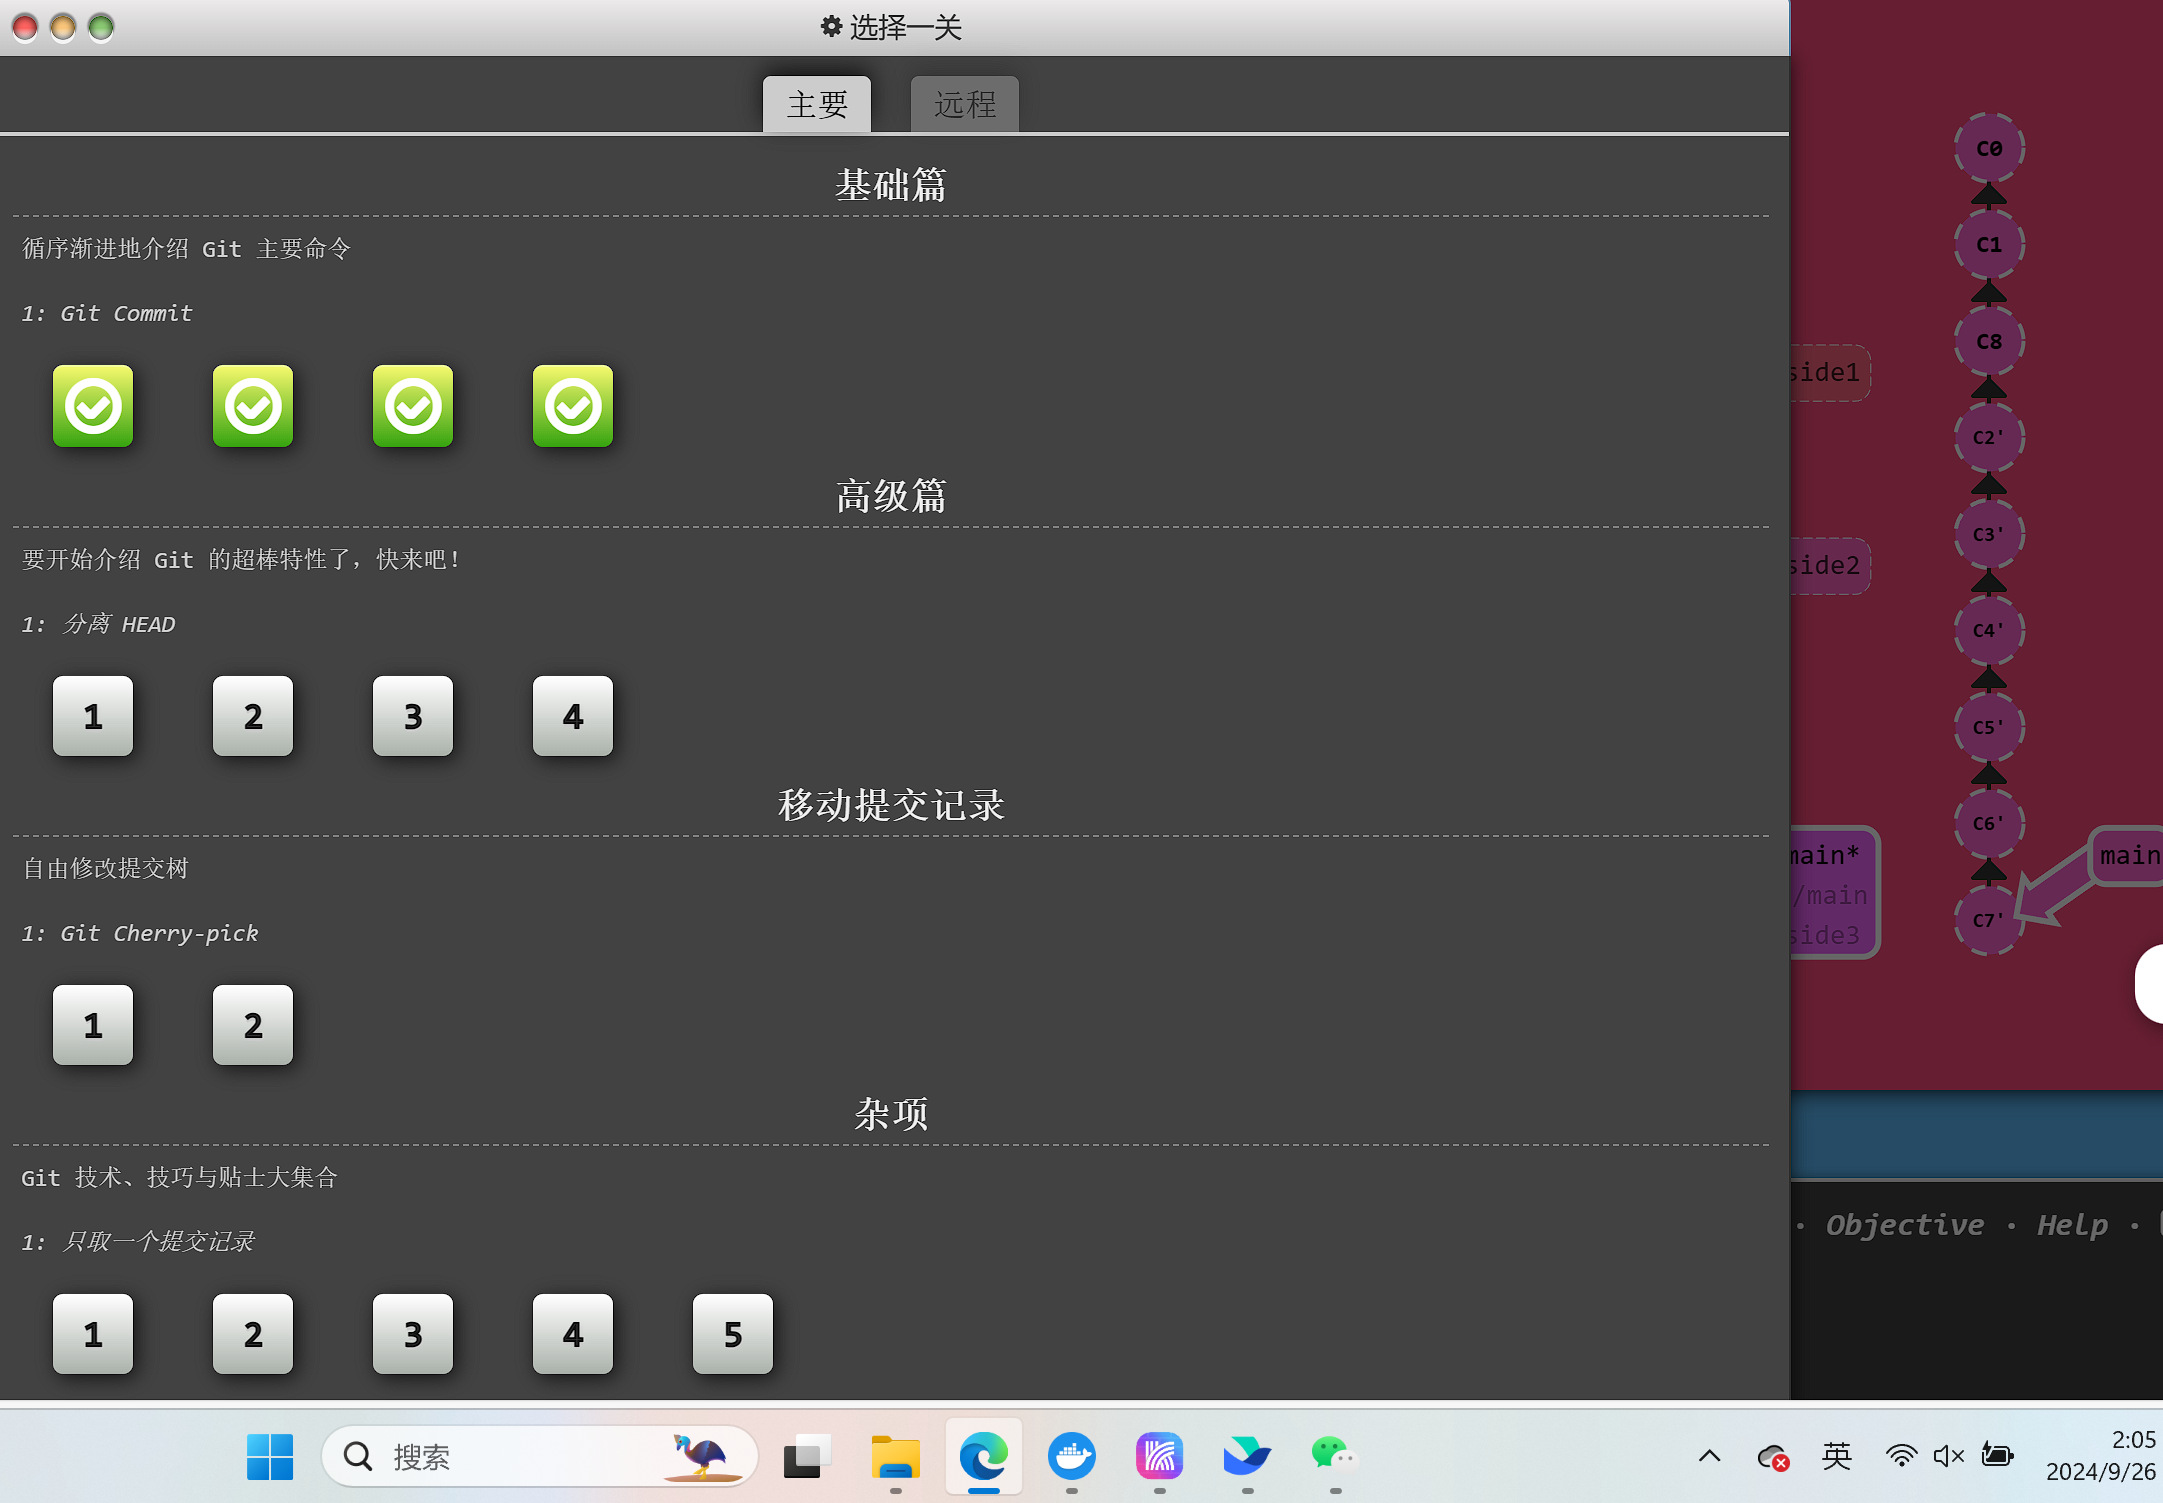 选择一关
主要
远程
基础篇
循序渐进地介绍 Git 主要命令
1: Git Commit
高级篇
要开始介绍 Git 的超棒特性了，快来吧！
1: 分离 HEAD
1
2
3
4
移动提交记录
自由修改提交树
1: Git Cherry-pick
1
2
杂项
Git 技术、技巧与贴士大集合
1: 只取一个提交记录
1
2
3
4
5
side1
side2
main*
/main
side3
C0
C1
C8
C2'
C3'
C4'
C5'
C6'
C7'
main
· Objective · Help ·
搜索
英
2:05
2024/9/26